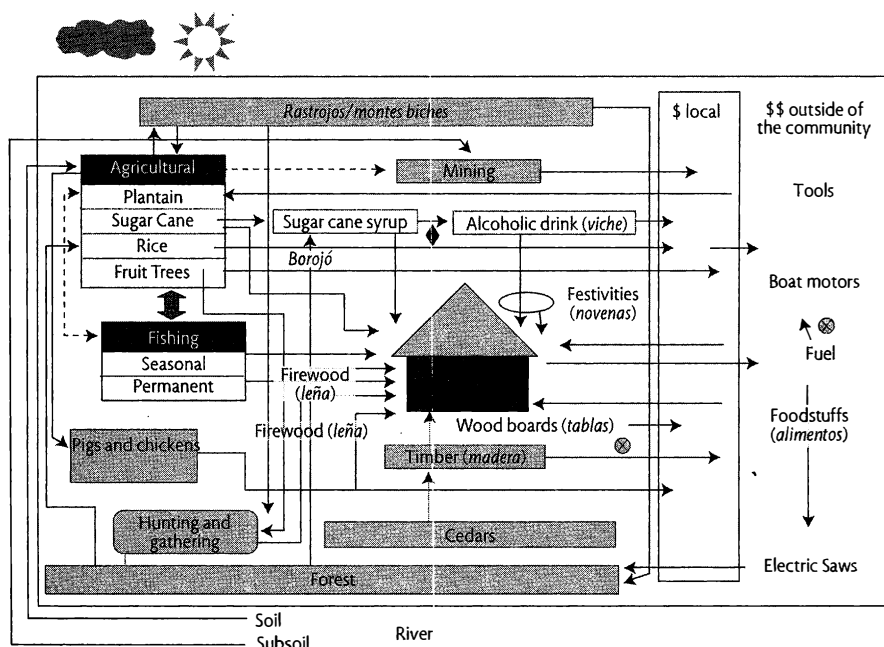 Rastrojos/montes biches
$ local
$$ outside of
the community
Agricultural
Mining
Plantain
Tools
Sugar Cane
Sugar cane syrup
Alcoholic drink (viche)
Rice
Borojó
Fruit Trees
Festivities
(novenas)
Boat motors
Fishing
Fuel
Seasonal
Permanent
Firewood
(leña)
Firewood (leña)
Wood boards (tablas)
Foodstuffs
(alimentos)
Pigs and chickens
Timber (madera)
Hunting and
gathering
Cedars
Forest
Electric Saws
Soil
Subsoil
River